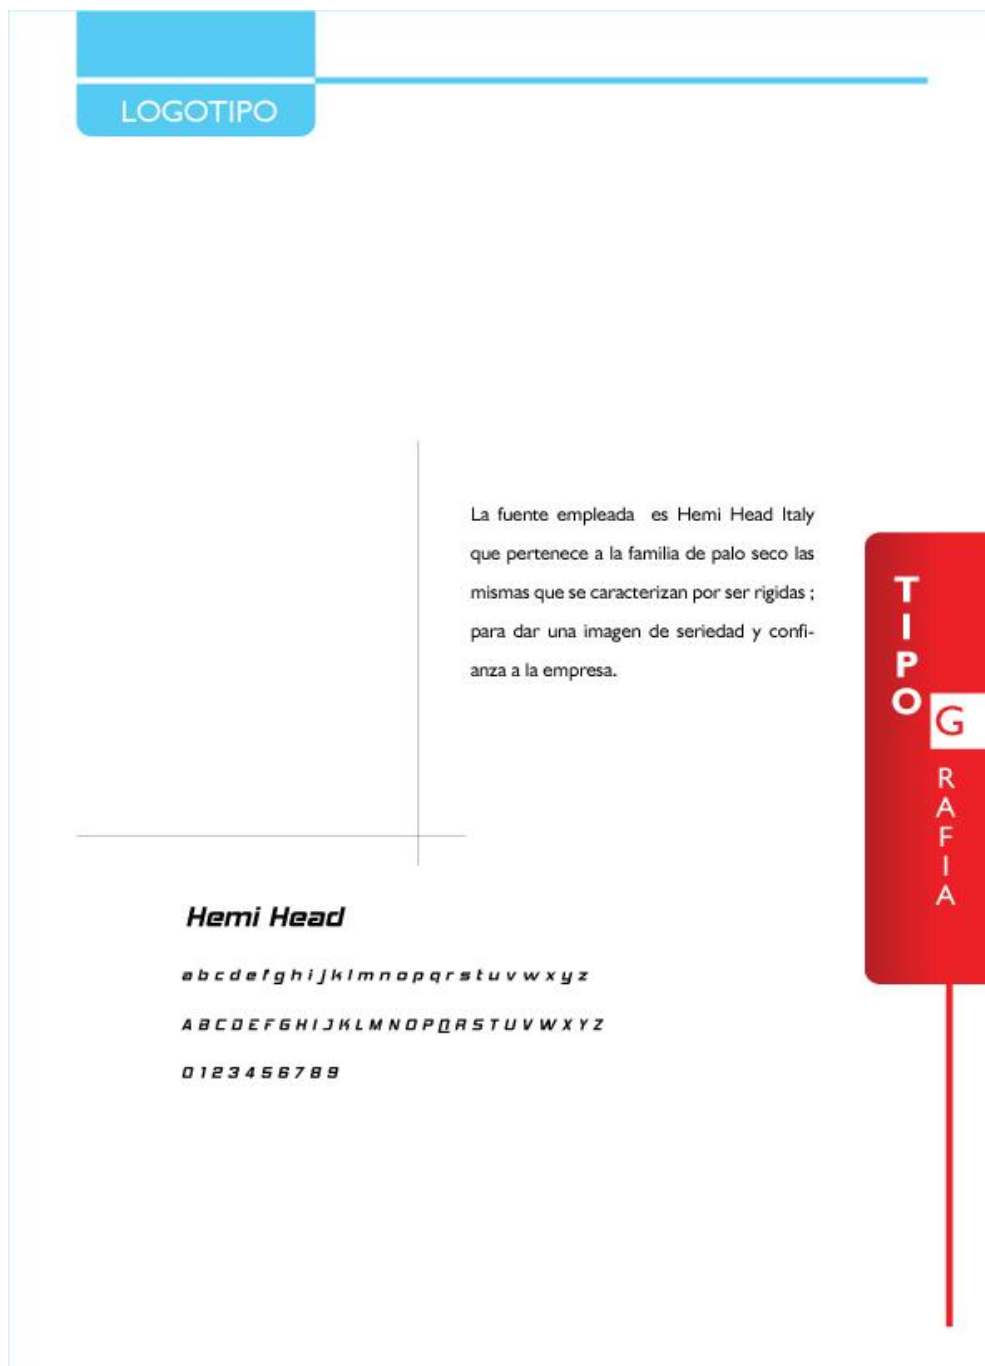 LOGOTIPO
La fuente empleada es Hemi Head Italy
que pertenece a la familia de palo seco las
mismas que se caracterizan por ser rigidas ;
para dar una imagen de seriedad y confi-
anza a la empresa.
TIPO
G
RAFIA
Hemi Head
a b c d e f g h i j k l m n o p q r s t u v w x y z
A B C D E F G H I J K L M N O P Q R S T U V W X Y Z
0 1 2 3 4 5 6 7 8 9